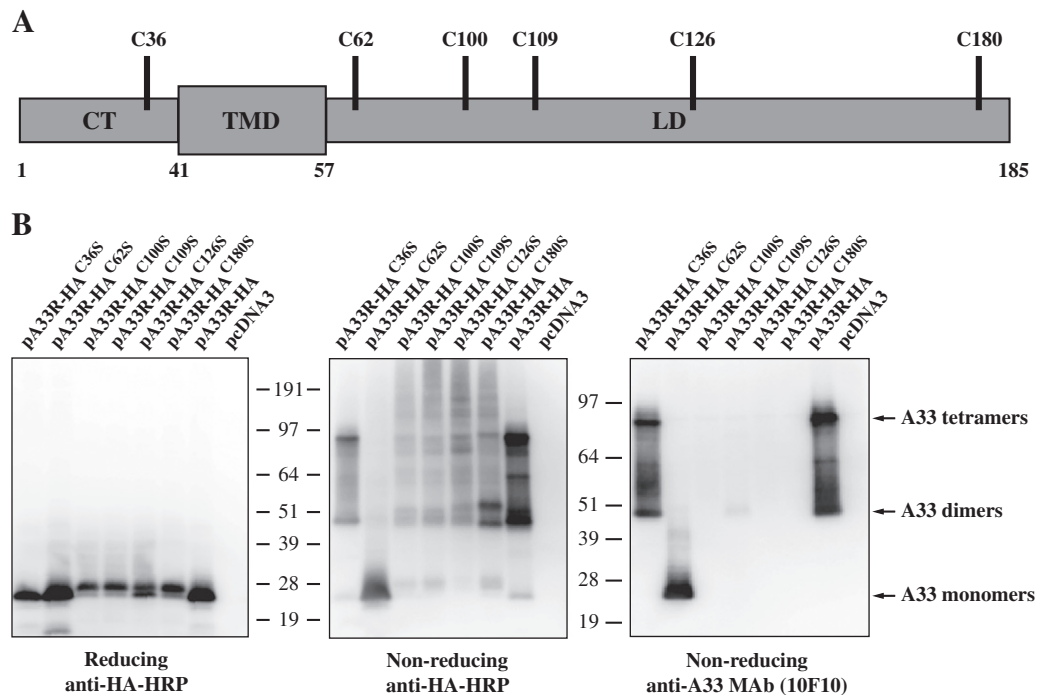 A
C36 C62 C100 C109 C126 C180
CT TMD LD
1 41 57 185
B
pA33R-HA C36S
pA33R-HA C62S
pA33R-HA C100S
pA33R-HA C109S
pA33R-HA C126S
pA33R-HA C180S
pA33R-HA
pcDNA3
pA33R-HA C36S
pA33R-HA C62S
pA33R-HA C100S
pA33R-HA C109S
pA33R-HA C126S
pA33R-HA C180S
pA33R-HA
pcDNA3
pA33R-HA C36S
pA33R-HA C62S
pA33R-HA C100S
pA33R-HA C109S
pA33R-HA C126S
pA33R-HA C180S
pA33R-HA
pcDNA3
– 191 –
– 97 –
– 64 –
– 51 –
– 39 –
– 28 –
– 19 –
97 –
64 –
51 –
39 –
28 –
19 –
A33 tetramers
A33 dimers
A33 monomers
Reducing
anti-HA-HRP
Non-reducing
anti-HA-HRP
Non-reducing
anti-A33 MAb (10F10)